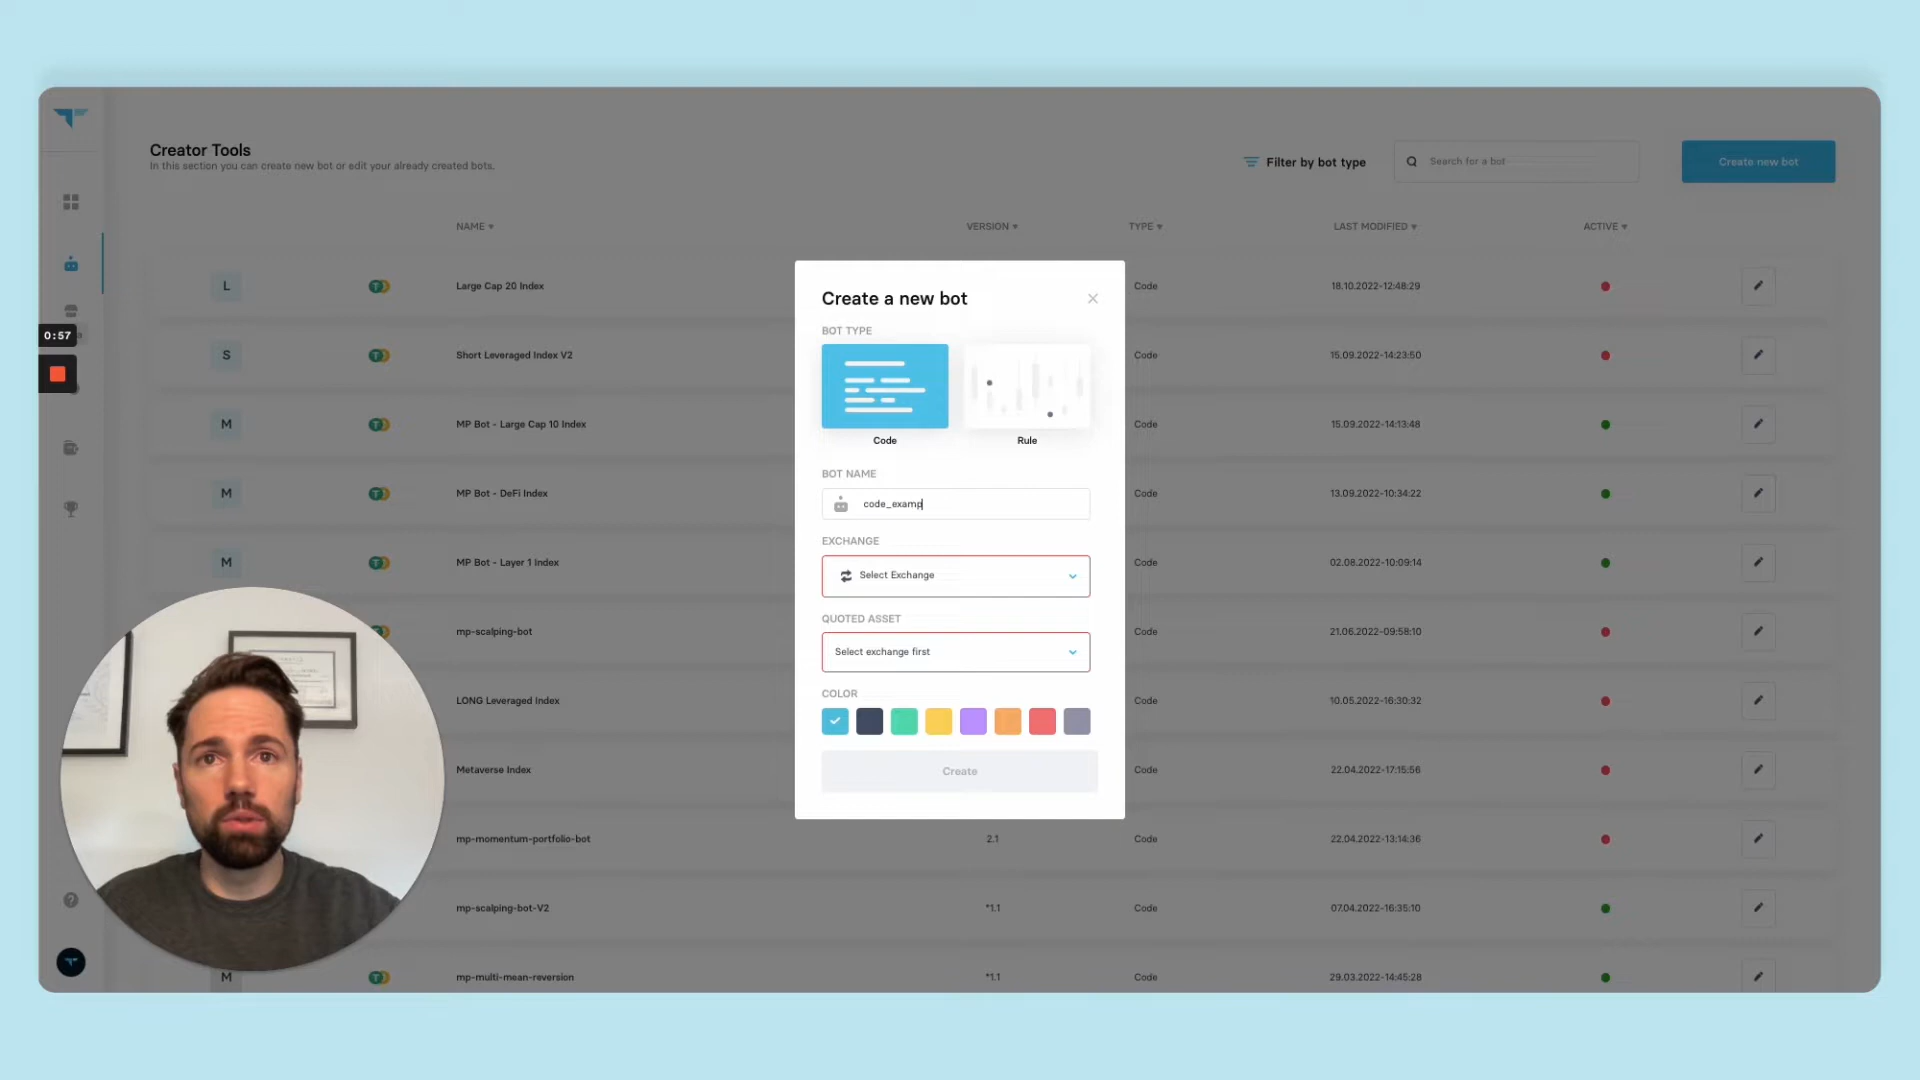 Creator Tools
In this section you can create new bot or edit your already created bots.
Filter by bot type
Search for a bot
Create new bot
NAME
VERSION
TYPE
LAST MODIFIED
ACTIVE
L
Large Cap 20 Index
Code
18.10.2022-12:48:29
S
Short Leveraged Index V2
Code
15.09.2022-14:23:50
M
MP Bot - Large Cap 10 Index
Code
15.09.2022-14:13:48
M
MP Bot - DeFi Index
Code
13.09.2022-10:34:22
M
MP Bot - Layer 1 Index
Code
02.08.2022-10:09:14
mp-scalping-bot
Code
21.06.2022-09:58:10
LONG Leveraged Index
Code
10.05.2022-16:30:32
Metaverse Index
Code
22.04.2022-17:15:56
mp-momentum-portfolio-bot
2.1
Code
22.04.2022-13:14:36
mp-scalping-bot-V2
*1.1
Code
07.04.2022-16:35:10
M
mp-multi-mean-reversion
*1.1
Code
29.03.2022-14:45:28
0:57
Create a new bot
BOT TYPE
Code
Rule
BOT NAME
code_examp
EXCHANGE
Select Exchange
QUOTED ASSET
Select exchange first
COLOR
Create